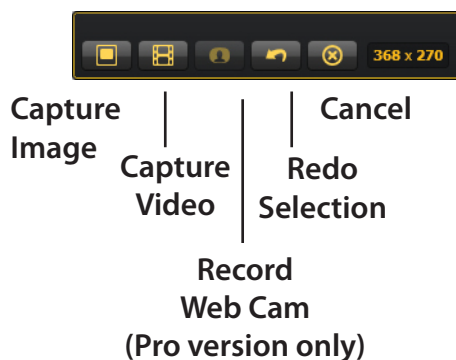 368 x 270
Capture
Image
Cancel
Capture
Video
Redo
Selection
Record
Web Cam
(Pro version only)